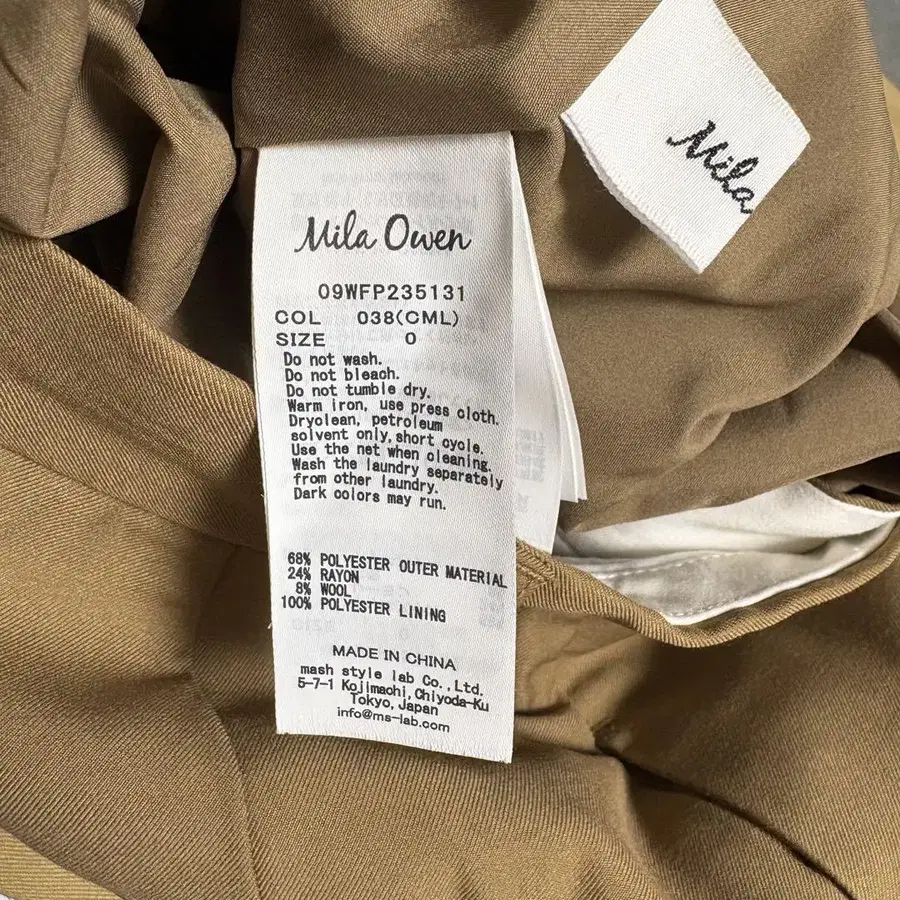 Mila Owen
09WFP235131
COL 038(CML)
SIZE 0
Do not wash.
Do not bleach.
Do not tumble dry.
Warm iron, use press cloth.
Dryclean, petroleum
solvent only, short cycle.
Use the net when cleaning.
Wash the laundry separately
from other laundry.
Dark colors may run.
68% POLYESTER OUTER MATERIAL
24% RAYON
8% WOOL
100% POLYESTER LINING
MADE IN CHINA
mash style lab Co., Ltd.
5-7-1 Kojimachi, Chiyoda-Ku
Tokyo, Japan
info@ms-lab.com
Mila